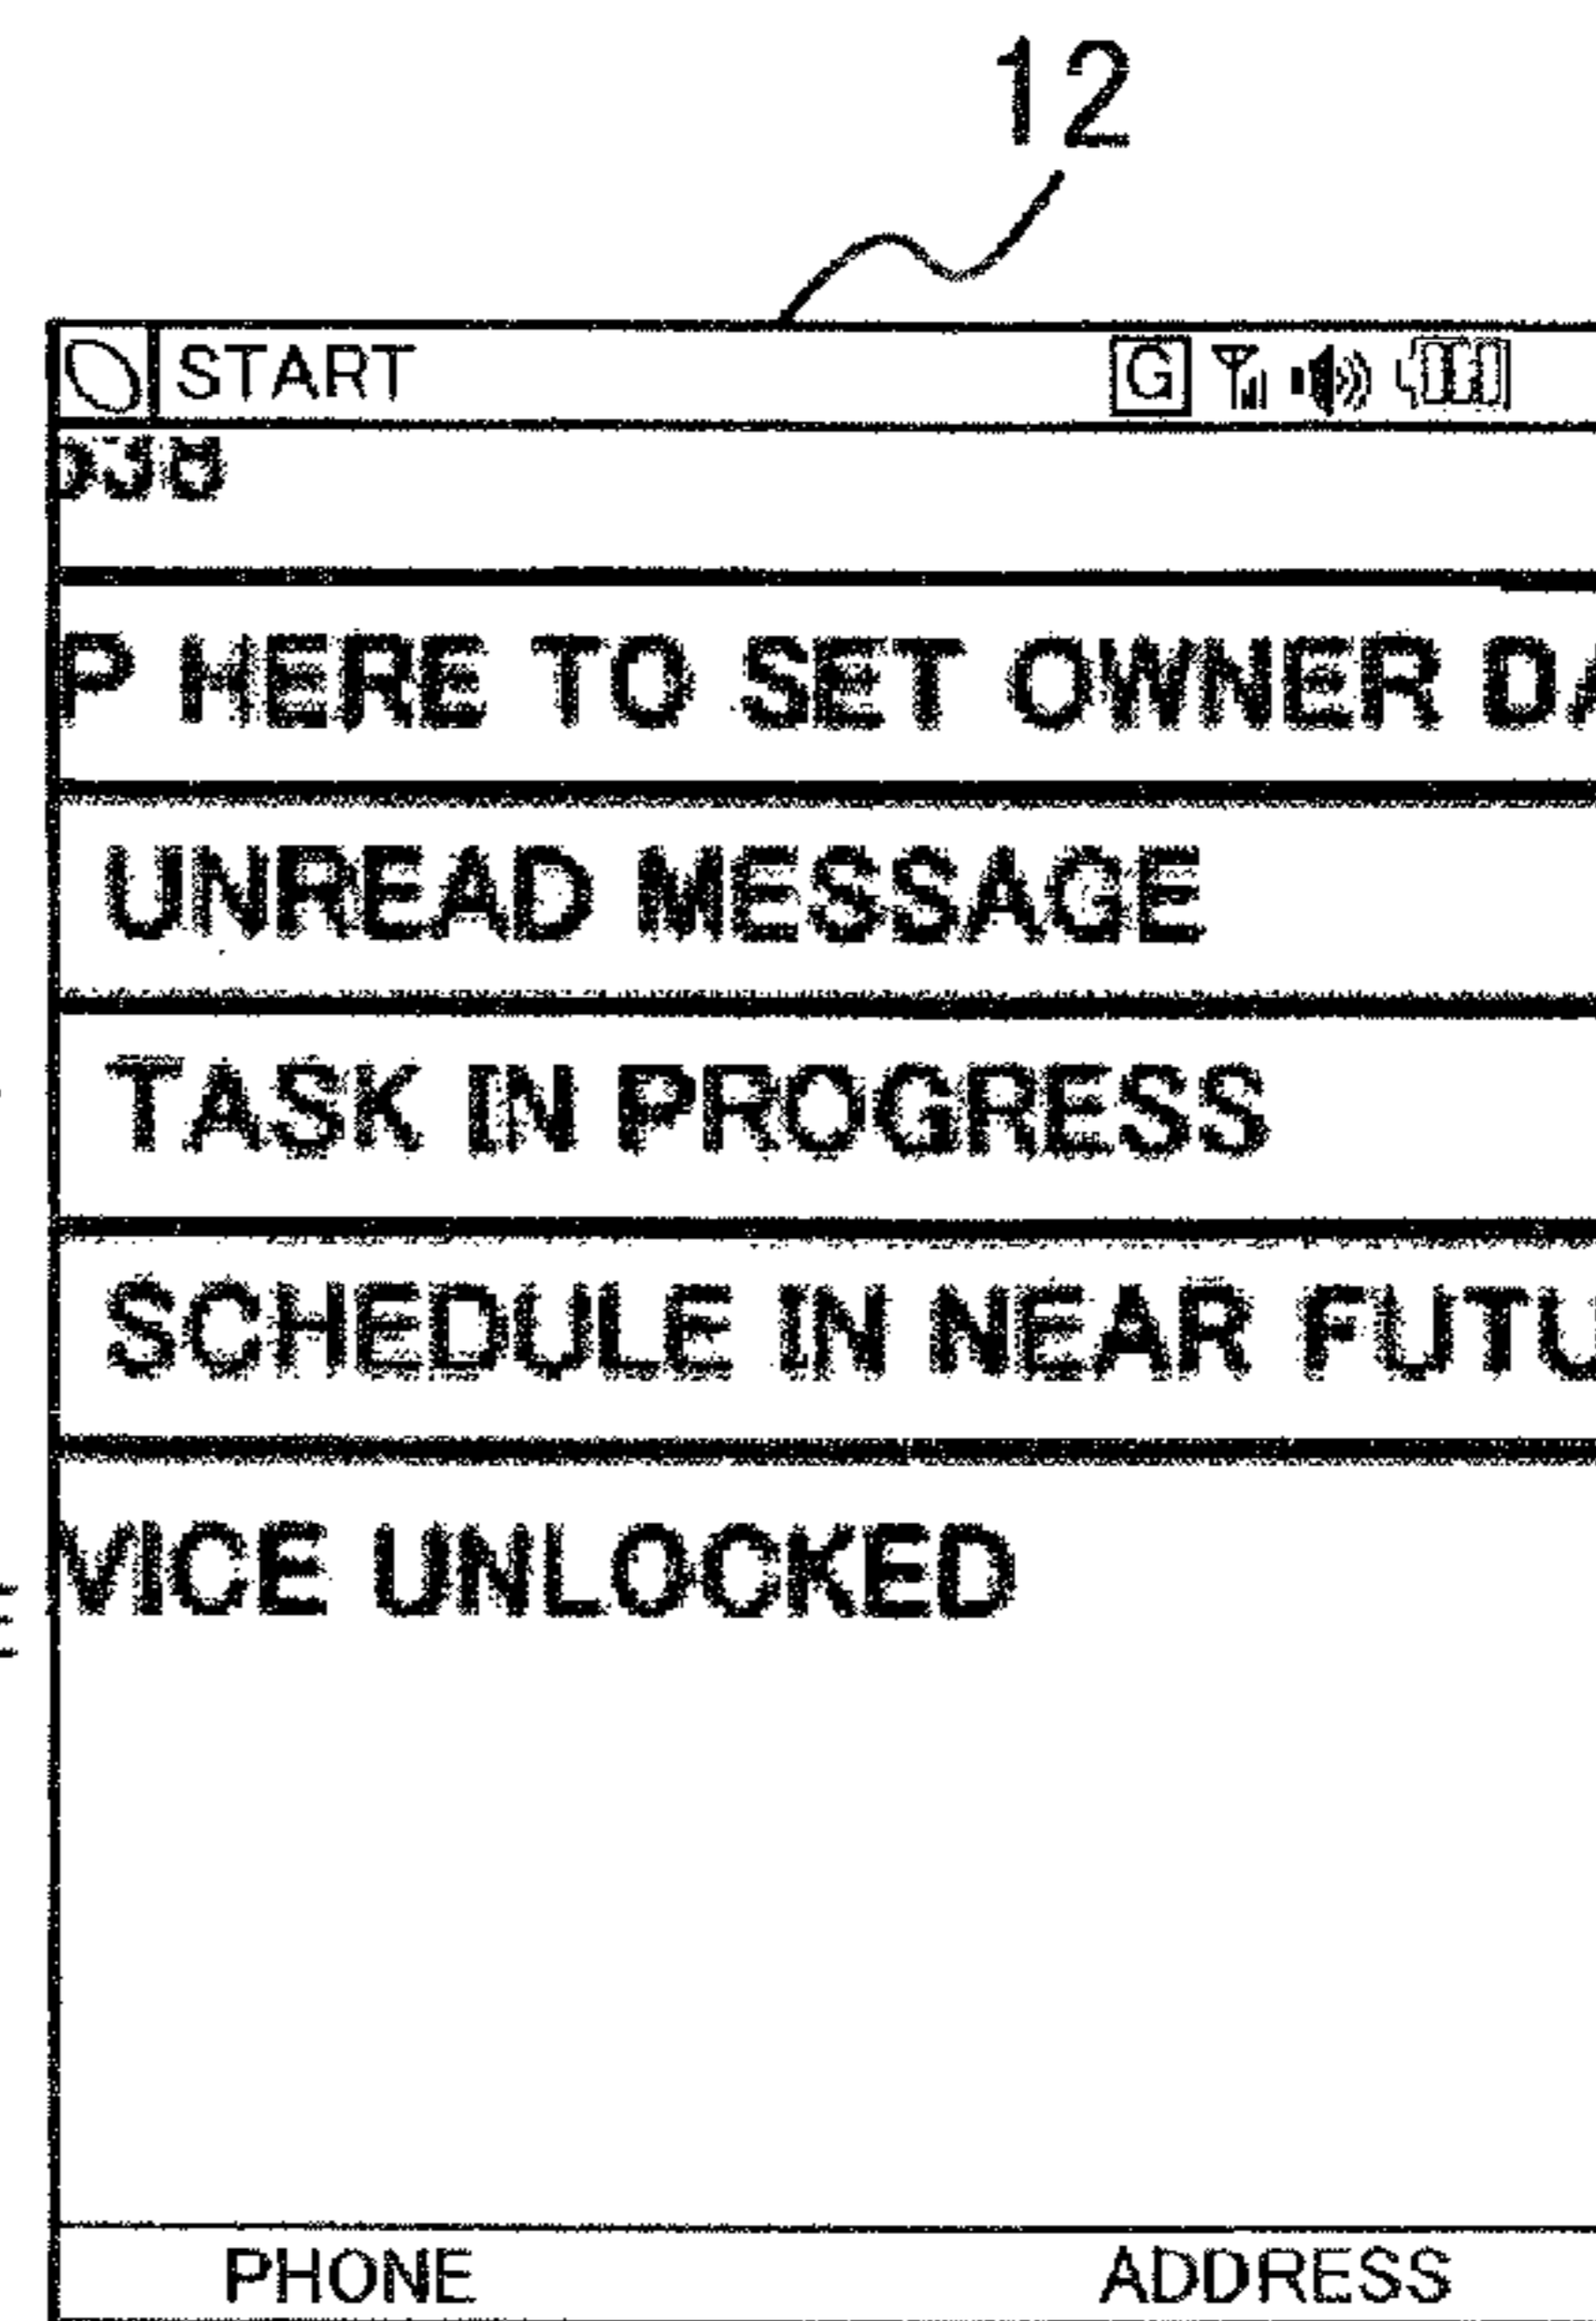 12
START G
P HERE TO SET OWNER DA
UNREAD MESSAGE
TASK IN PROGRESS
SCHEDULE IN NEAR FUTU
VICE UNLOCKED
PHONE ADDRESS